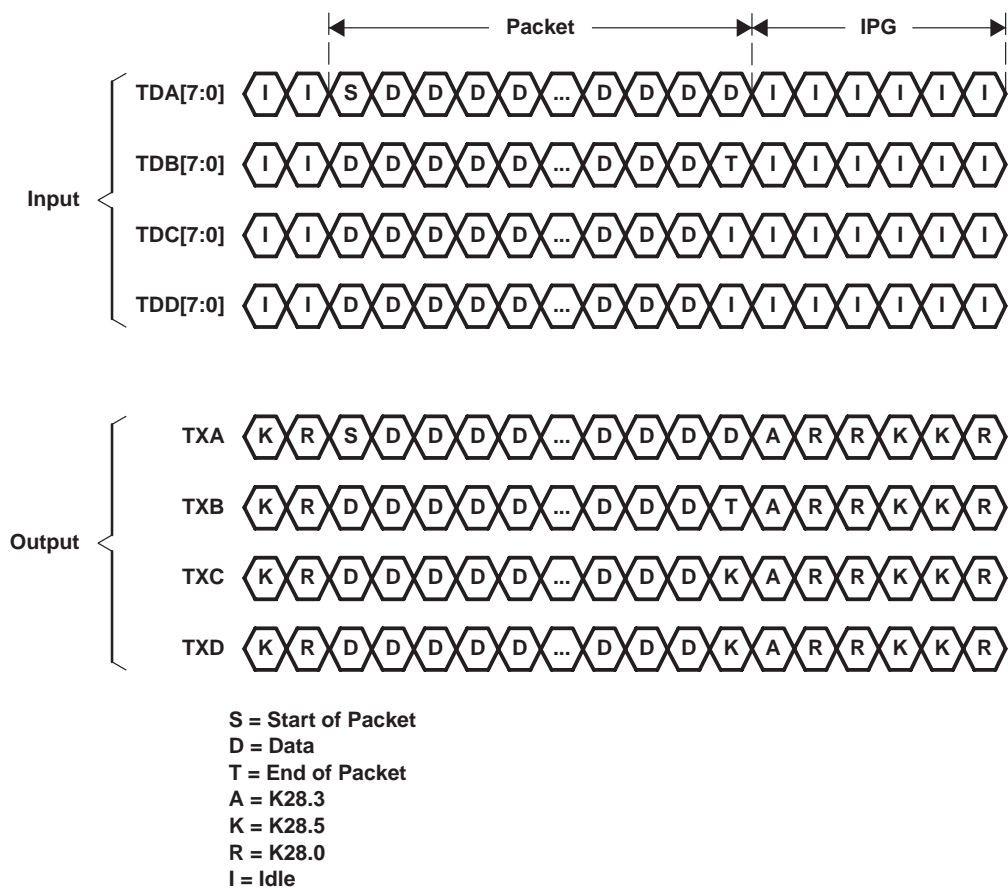 Packet IPG
TDA[7:0] I I S D D D D ... D D D D I I I I I I
TDB[7:0] I I D D D D D ... D D D T I I I I I I
Input
TDC[7:0] I I D D D D D ... D D D I I I I I I I
TDD[7:0] I I D D D D D ... D D D I I I I I I I
TXA K R S D D D D ... D D D D A R R K K R
TXB K R D D D D D ... D D D T A R R K K R
Output
TXC K R D D D D D ... D D D K A R R K K R
TXD K R D D D D D ... D D D K A R R K K R
S = Start of Packet
D = Data
T = End of Packet
A = K28.3
K = K28.5
R = K28.0
I = Idle